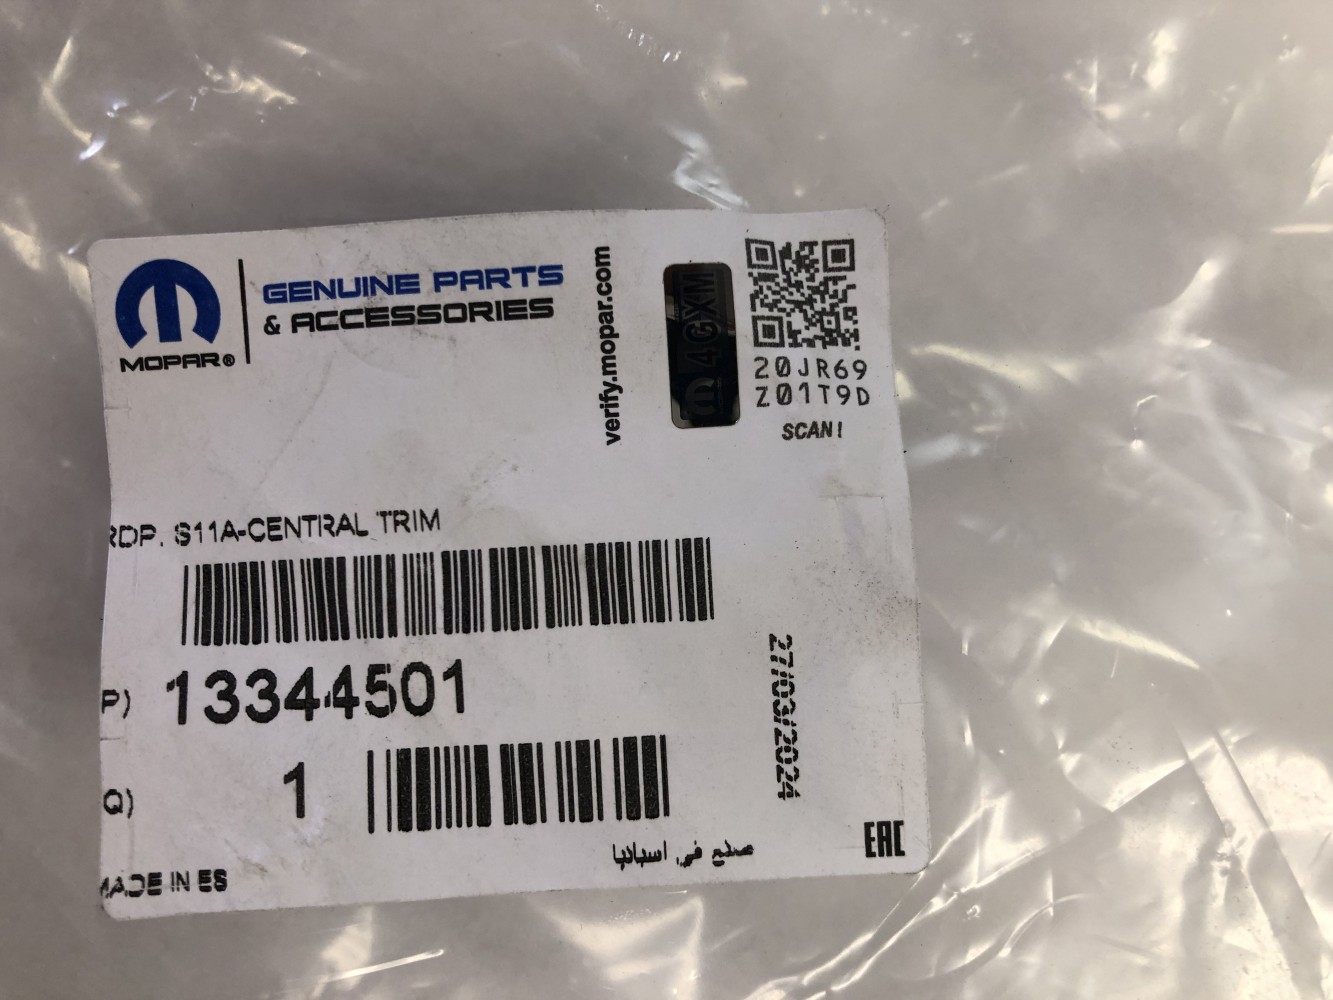 MOPAR®
GENUINE PARTS
& ACCESSORIES
verify.mopar.com
4GXM
20JR69
Z01T9D
SCAN!
RDP. S11A-CENTRAL TRIM
P) 13344501
27/03/2024
Q) 1
صنع في اسبانيا
EAC
MADE IN ES